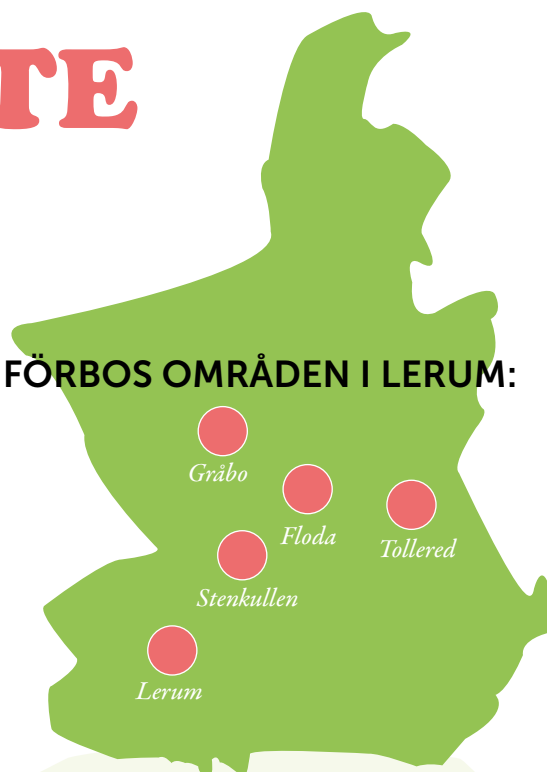 TE
FÖRBOS OMRÅDEN I LERUM:
Gråbo
Floda
Tollered
Stenkullen
Lerum